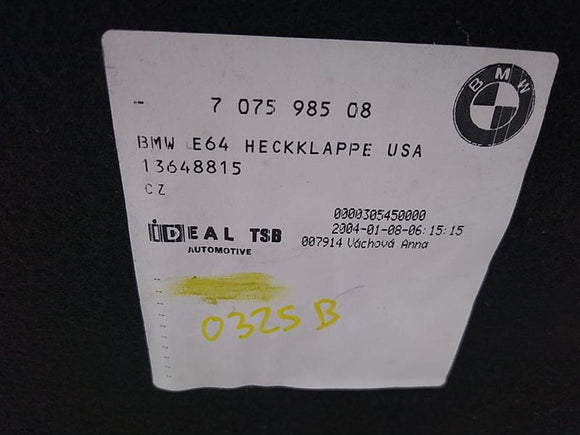 BMW
- 7 075 985 08
BMW E64 HECKKLAPPE USA
13648815
CZ
IDEAL TSB
AUTOMOTIVE
0000305450000
2004-01-08-06:15:15
007914 Váchová Anna
0325 B